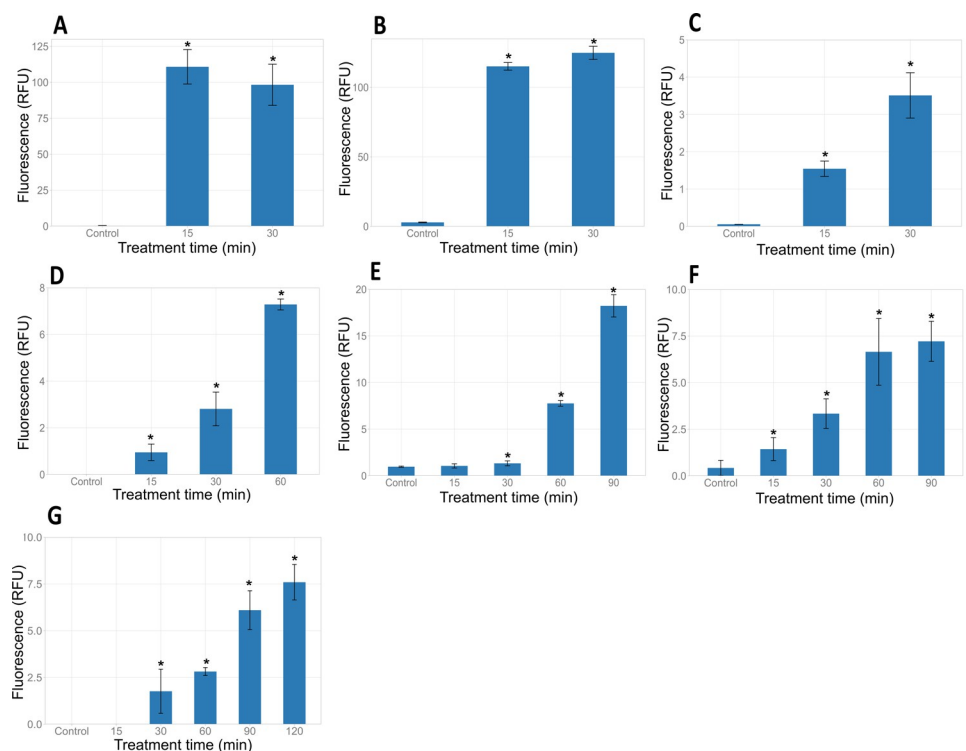 A
Fluorescence (RFU)
125
100
75
50
25
0
* *
Control 15 30
Treatment time (min)
B
Fluorescence (RFU)
100
50
0
* *
Control 15 30
Treatment time (min)
C
Fluorescence (RFU)
5
4
3
2
1
0
* *
Control 15 30
Treatment time (min)
D
Fluorescence (RFU)
8
6
4
2
0
* * *
Control 15 30 60
Treatment time (min)
E
Fluorescence (RFU)
20
15
10
5
0
* * *
Control 15 30 60 90
Treatment time (min)
F
Fluorescence (RFU)
10.0
7.5
5.0
2.5
0.0
* * * *
Control 15 30 60 90
Treatment time (min)
G
Fluorescence (RFU)
10.0
7.5
5.0
2.5
0.0
* * * *
Control 15 30 60 90 120
Treatment time (min)